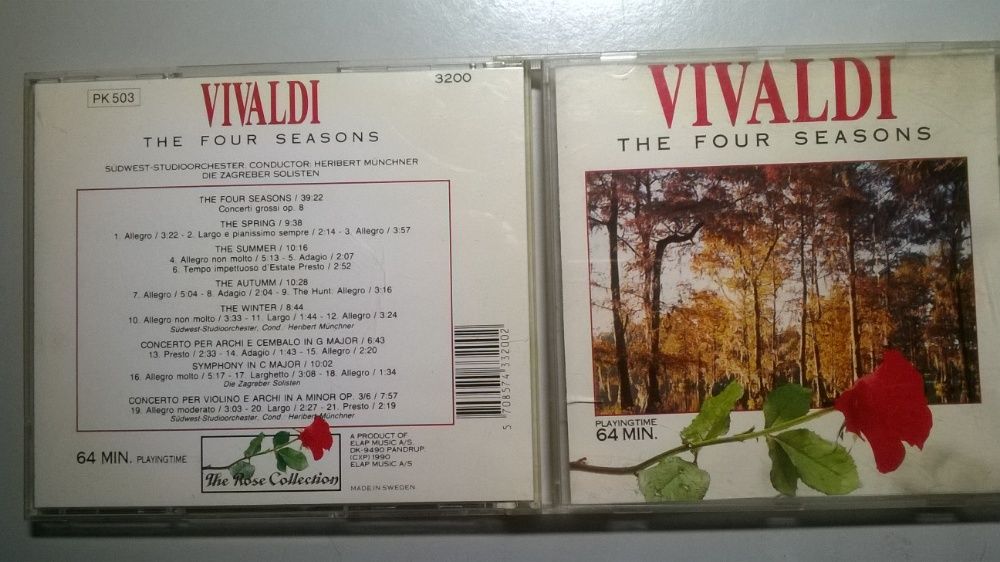 PK 503
3200
VIVALDI
THE FOUR SEASONS
SÜDWEST-STUDIOORCHESTER, CONDUCTOR: HERIBERT MÜNCHNER
DIE ZAGREBER SOLISTEN
THE FOUR SEASONS / 39:22
Concerti grossi op. 8
THE SPRING / 9:38
1. Allegro / 3:22 - 2. Largo e pianissimo sempre / 2:14 - 3. Allegro / 3:57
THE SUMMER / 10:16
4. Allegro non molto / 5:13 - 5. Adagio / 2:07
6. Tempo impettuoso d'Estate Presto / 2:52
THE AUTUMM / 10:28
7. Allegro / 5:04 - 8. Adagio / 2:04 - 9. The Hunt: Allegro / 3:16
THE WINTER / 8:44
10. Allegro non molto / 3:33 - 11. Largo / 1:44 - 12. Allegro / 3.24
Südwest-Studioorchester, Cond. Heribert Münchner
CONCERTO PER ARCHI E CEMBALO IN G MAJOR / 6:43
13. Presto / 2:33 - 14. Adagio / 1:43 - 15. Allegro / 2:20
SYMPHONY IN C MAJOR / 10:02
16. Allegro molto / 5:17 - 17. Larghetto / 3:08 - 18. Allegro / 1:34
Die Zagreber Solisten
CONCERTO PER VIOLINO E ARCHI IN A MINOR OP. 3/6 / 7:57
19. Allegro moderato / 3:03 - 20. Largo / 2:27 - 21. Presto / 2:19
Südwest-Studioorchester, Cond. Heribert Münchner
64 MIN. PLAYINGTIME
The Rose Collection
A PRODUCT OF
ELAP MUSIC A/S.
DK-9490 PANDRUP.
(C)(P) 1990
ELAP MUSIC A/S
MADE IN SWEDEN
5 708574 332002
VIVALDI
THE FOUR SEASONS
PLAYINGTIME
64 MIN.